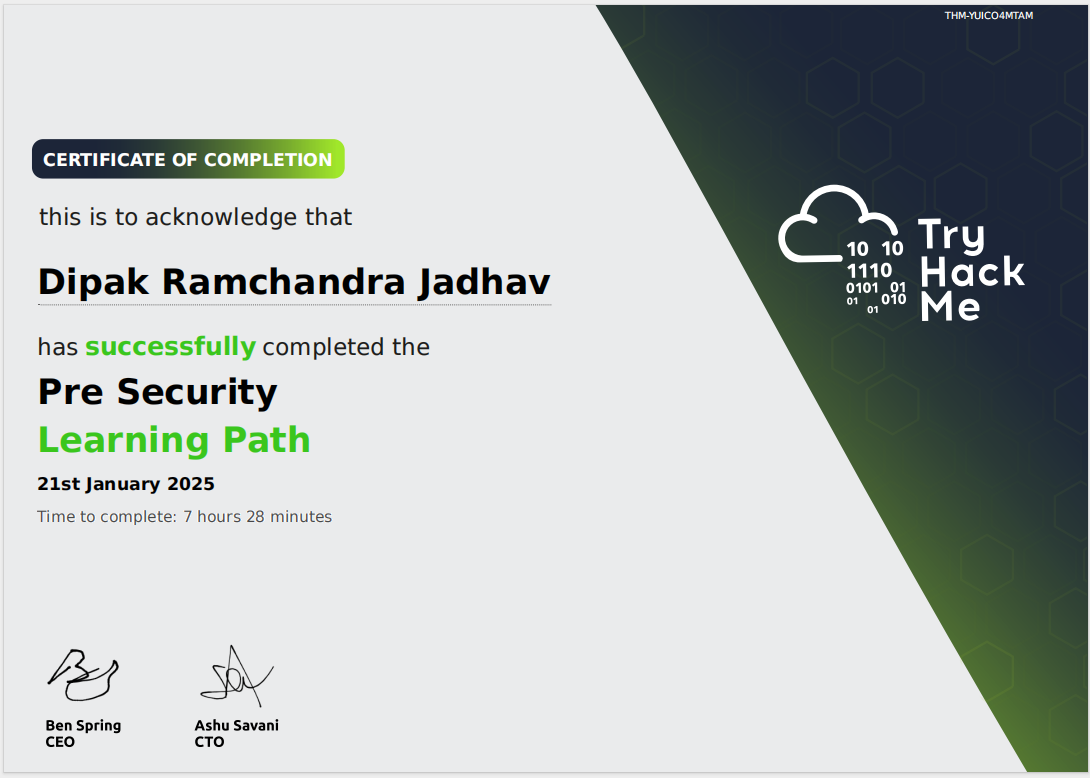 THM-YUICO4MTAM
CERTIFICATE OF COMPLETION
this is to acknowledge that
Dipak Ramchandra Jadhav
has successfully completed the
Pre Security
Learning Path
21st January 2025
Time to complete: 7 hours 28 minutes
10 10
1110
0101 01
01 010
01
Try
Hack
Me
Ben Spring
CEO
Ashu Savani
CTO